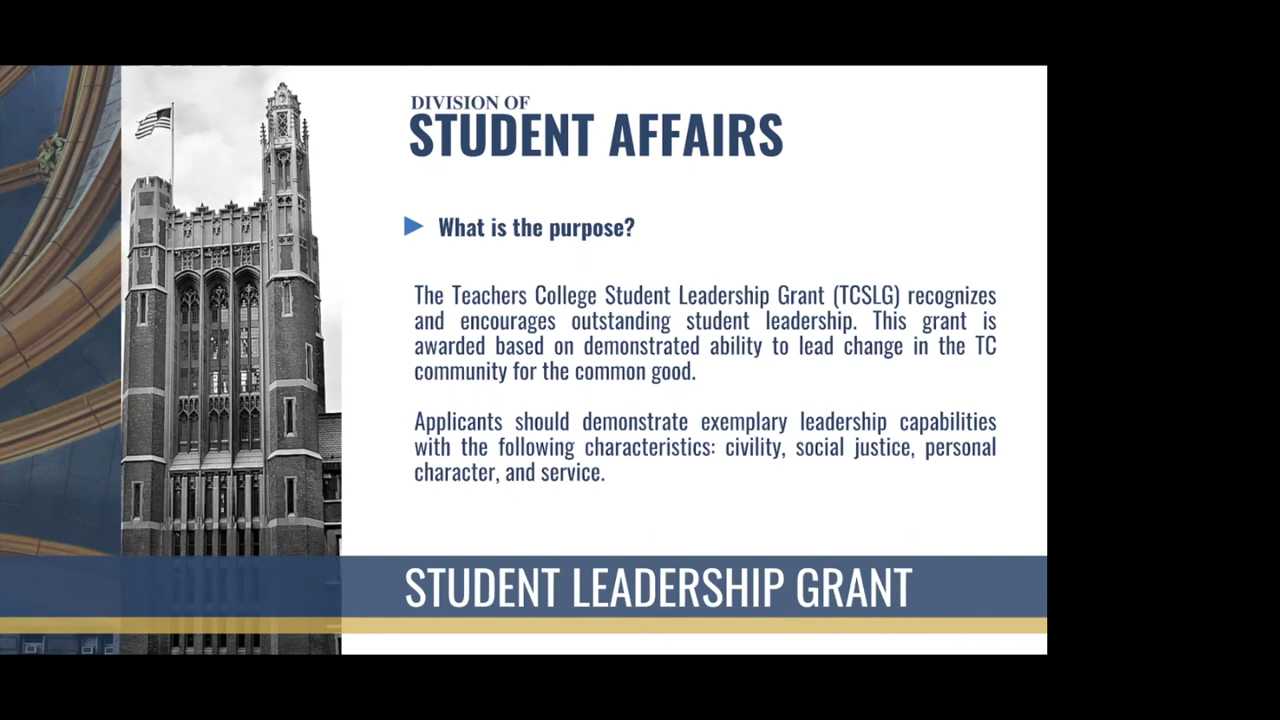 DIVISION OF
STUDENT AFFAIRS
What is the purpose?
The Teachers College Student Leadership Grant (TCSLG) recognizes
and encourages outstanding student leadership. This grant is
awarded based on demonstrated ability to lead change in the TC
community for the common good.
Applicants should demonstrate exemplary leadership capabilities
with the following characteristics: civility, social justice, personal
character, and service.
STUDENT LEADERSHIP GRANT